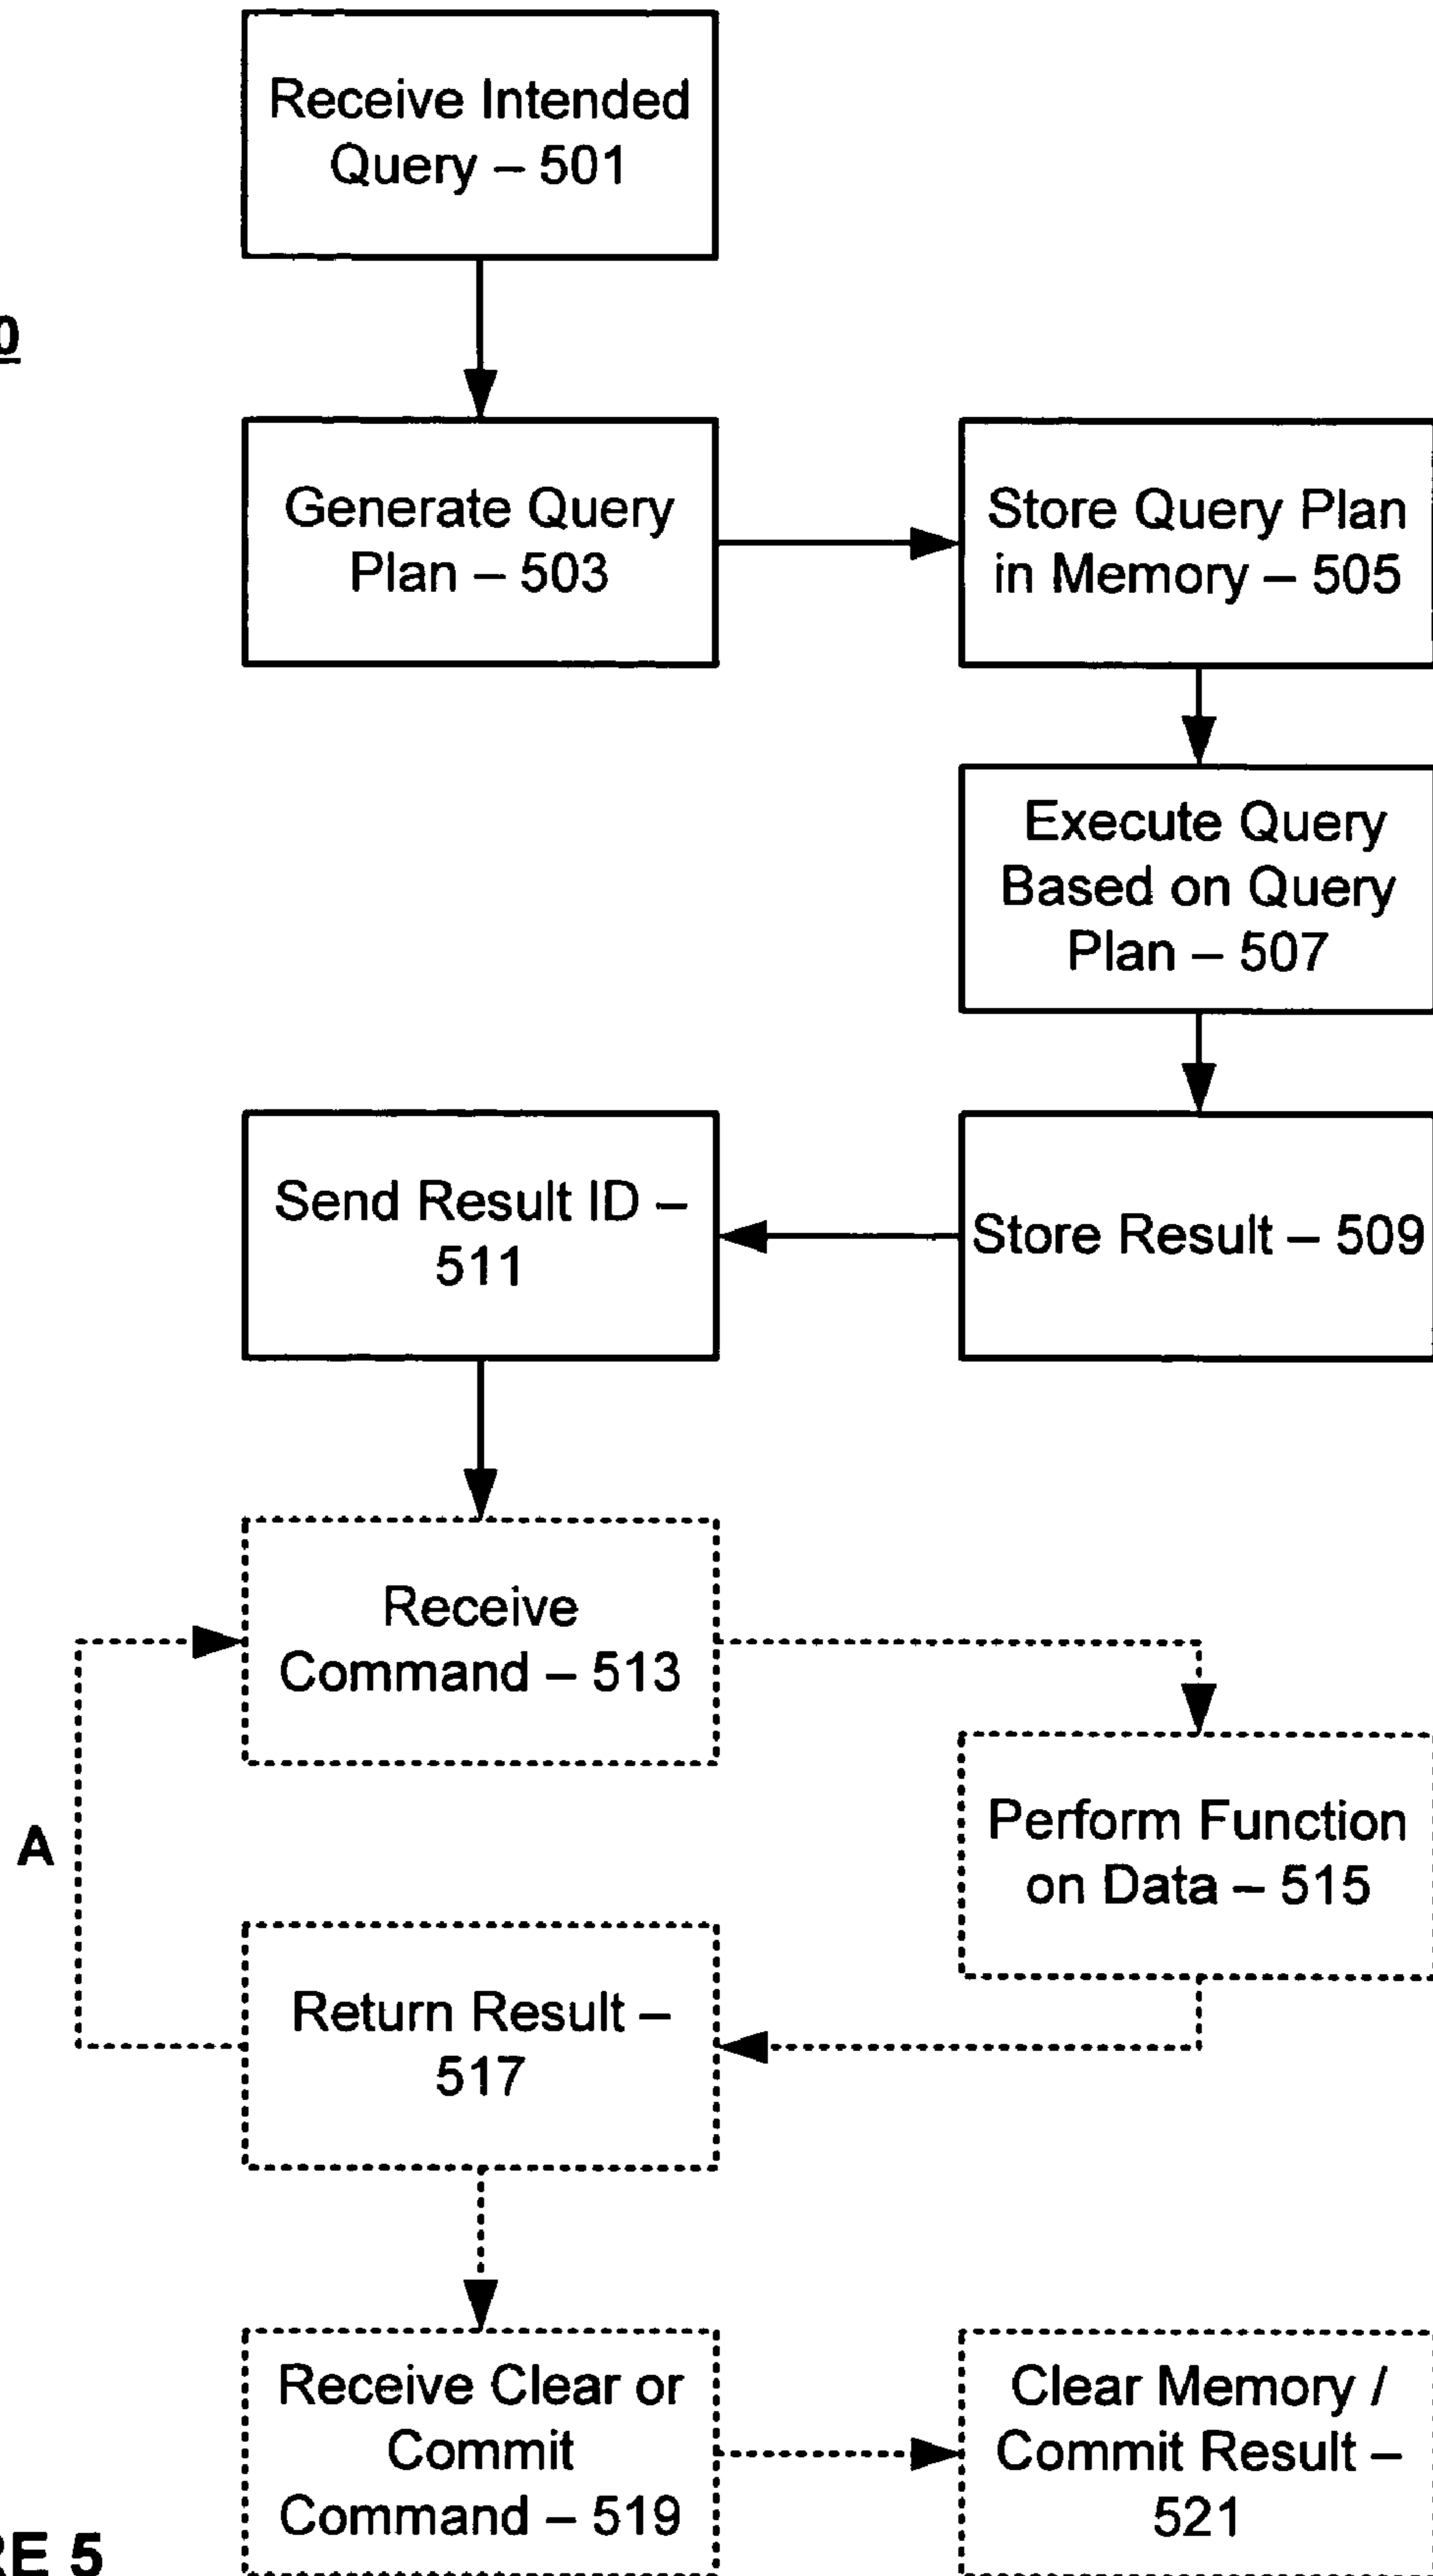 Receive Intended
Query – 501
0
Generate Query
Plan – 503
Store Query Plan
in Memory – 505
Execute Query
Based on Query
Plan – 507
Send Result ID –
511
Store Result – 509
Receive
Command – 513
Perform Function
on Data – 515
A
Return Result –
517
Receive Clear or
Commit
Command – 519
Clear Memory /
Commit Result –
521
RE 5